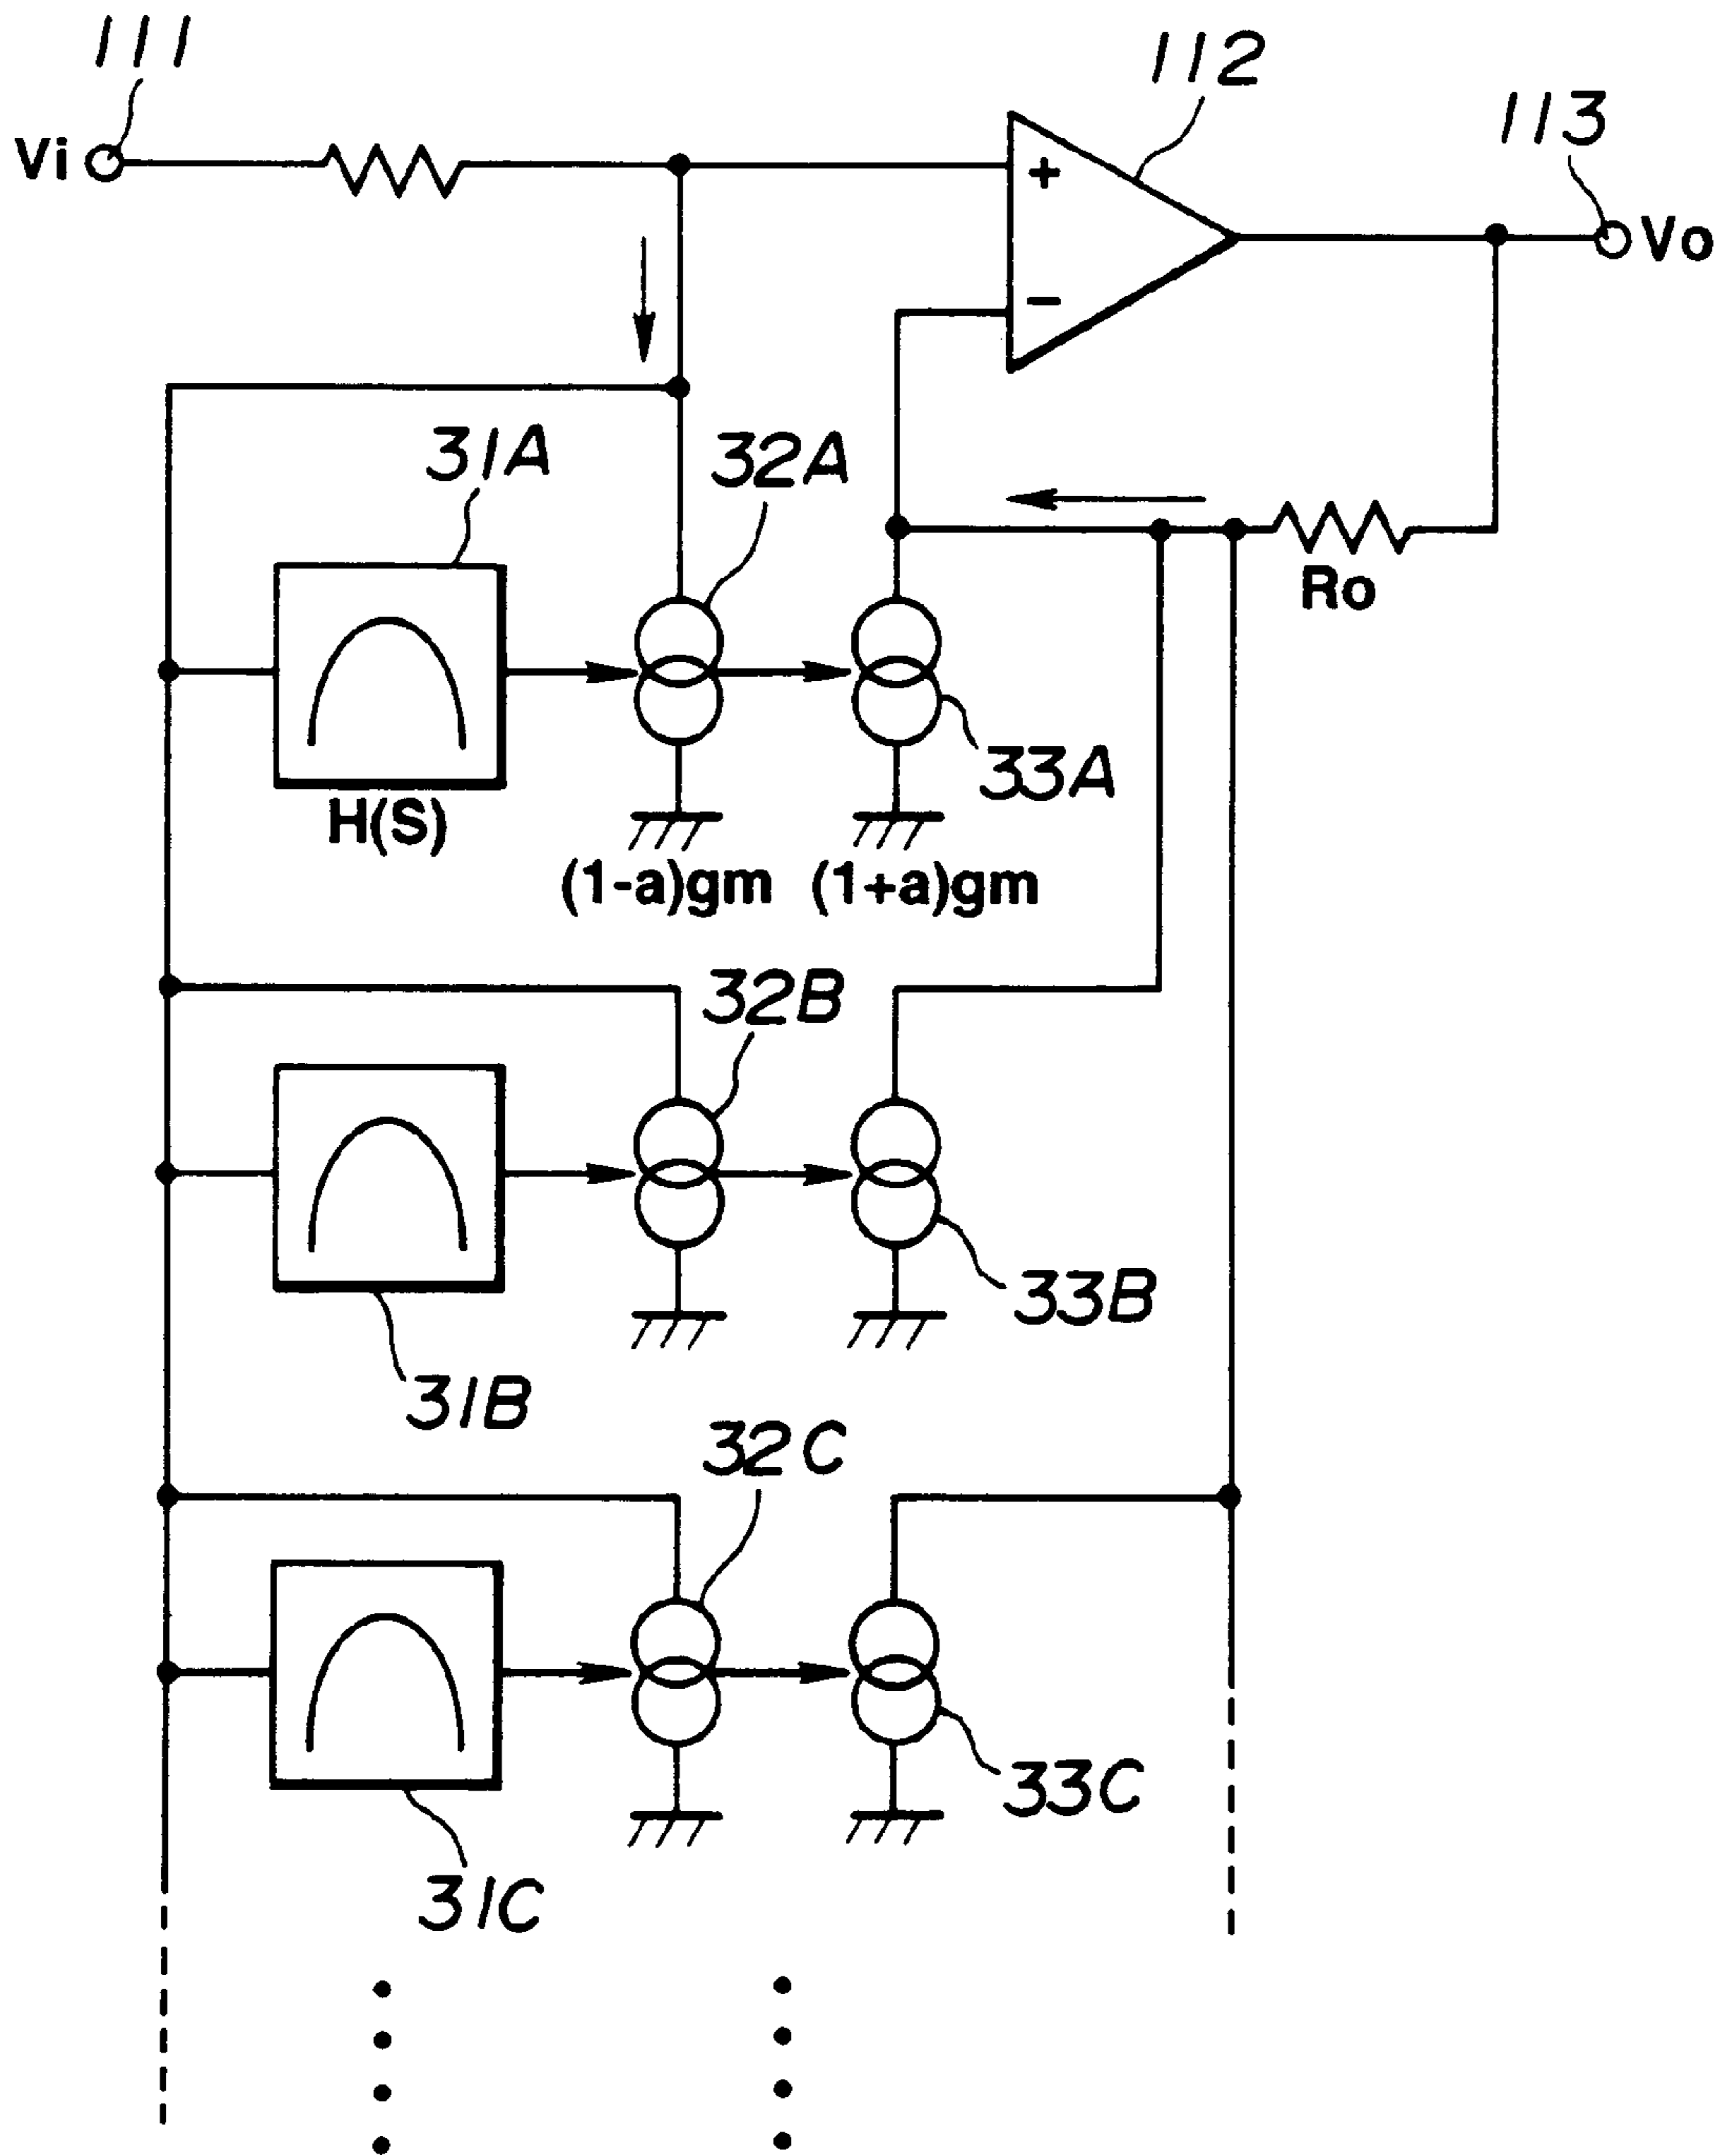 111
112
113
Vi
+
Vo
-
31A
32A
Ro
33A
H(S)
(1-a)gm (1+a)gm
32B
33B
31B
32C
33C
31C